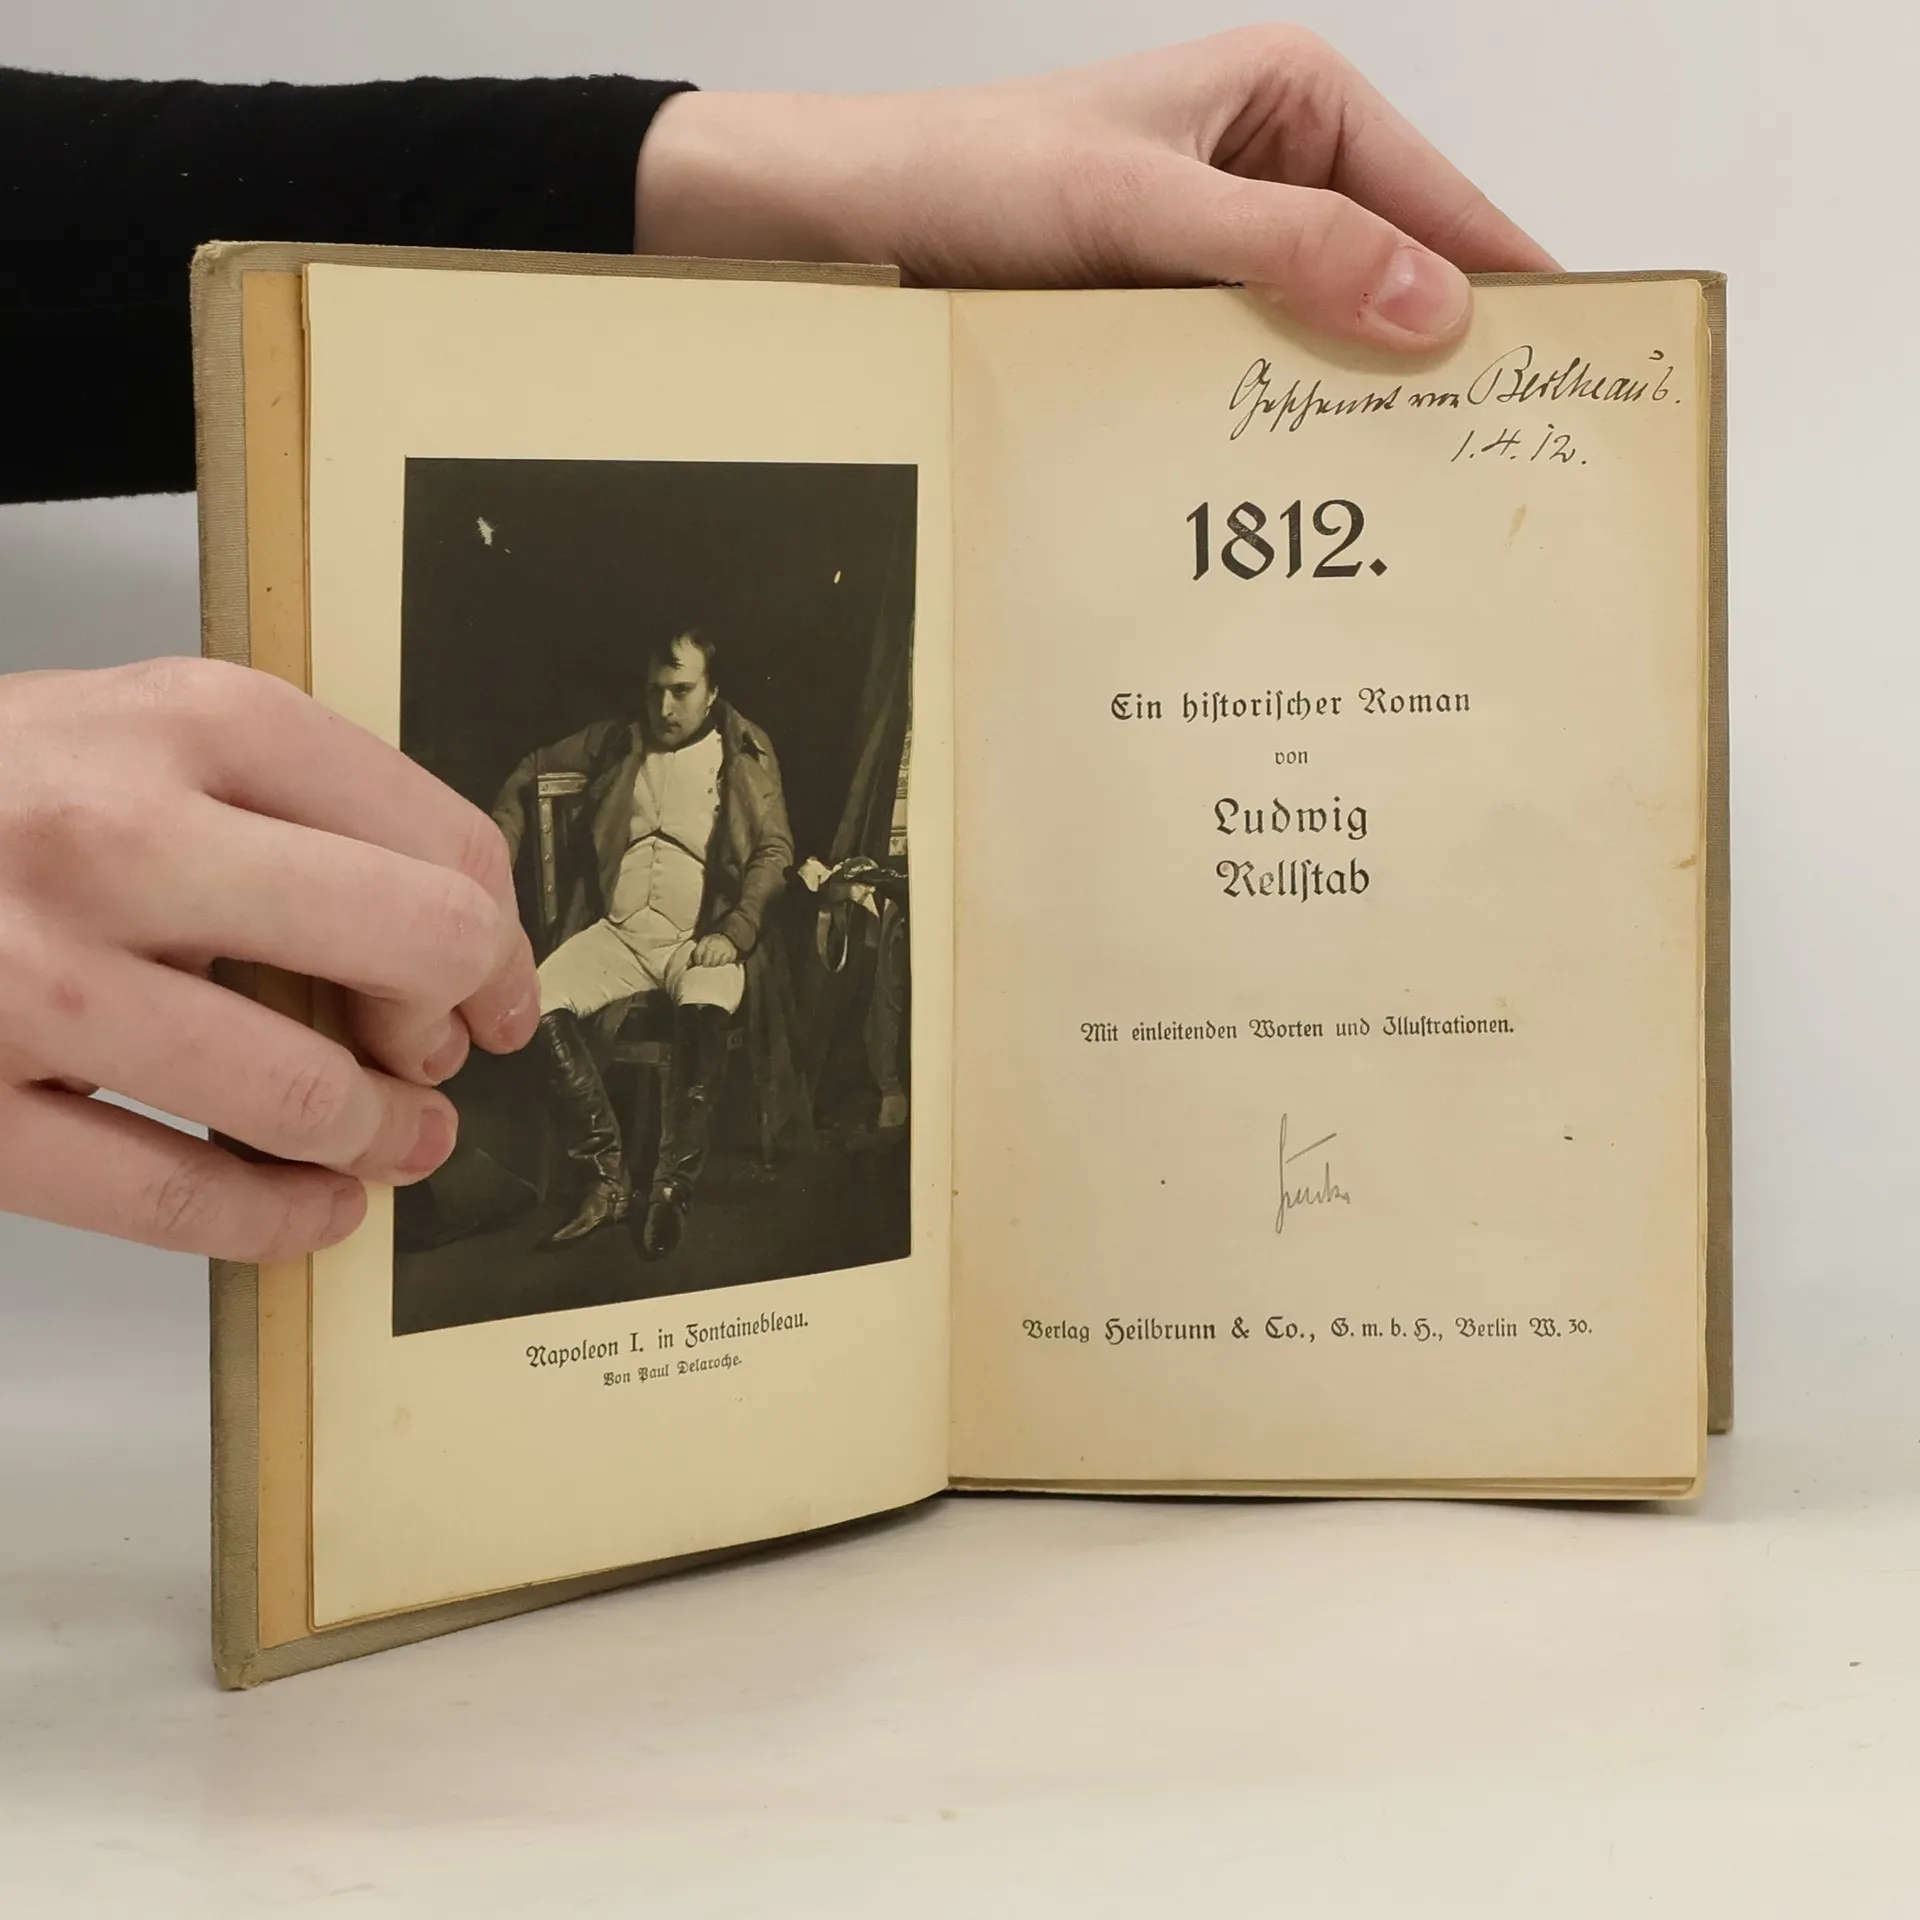 Napoleon I. in Fontainebleau.
Von Paul Delaroche.
Geschenkt von
1. 4. 12.
1812.
Ein historischer Roman
von
Ludwig
Rellstab
Mit einleitenden Worten und Illustrationen.
Verlag Heilbrunn & Co., G. m. b. H., Berlin W. 30.